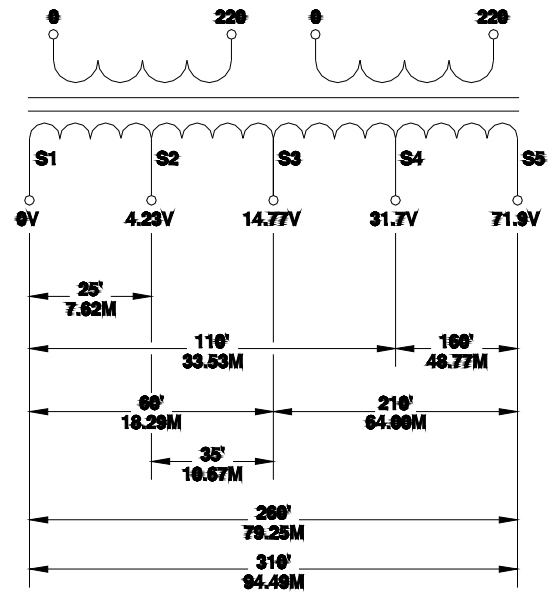 0 220 0 220
S1 S2 S3 S4 S5
0V 4.23V 14.77V 31.7V 71.9V
25'
7.62M
110' 160'
33.53M 48.77M
60' 210'
18.29M 64.00M
35'
10.67M
260'
79.25M
310'
94.49M